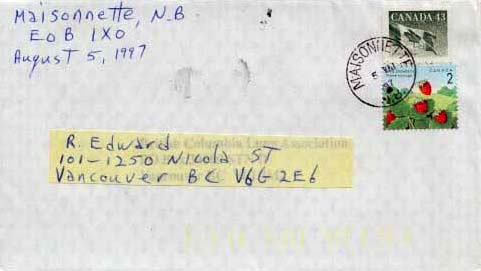 Maisonnette, N.B
E0B 1X0
August 5, 1997
CANADA 43
MAISONNETTE
CANADA
2
R. Edward
101-1250 Nicola ST
Vancouver BC V6G 2E6